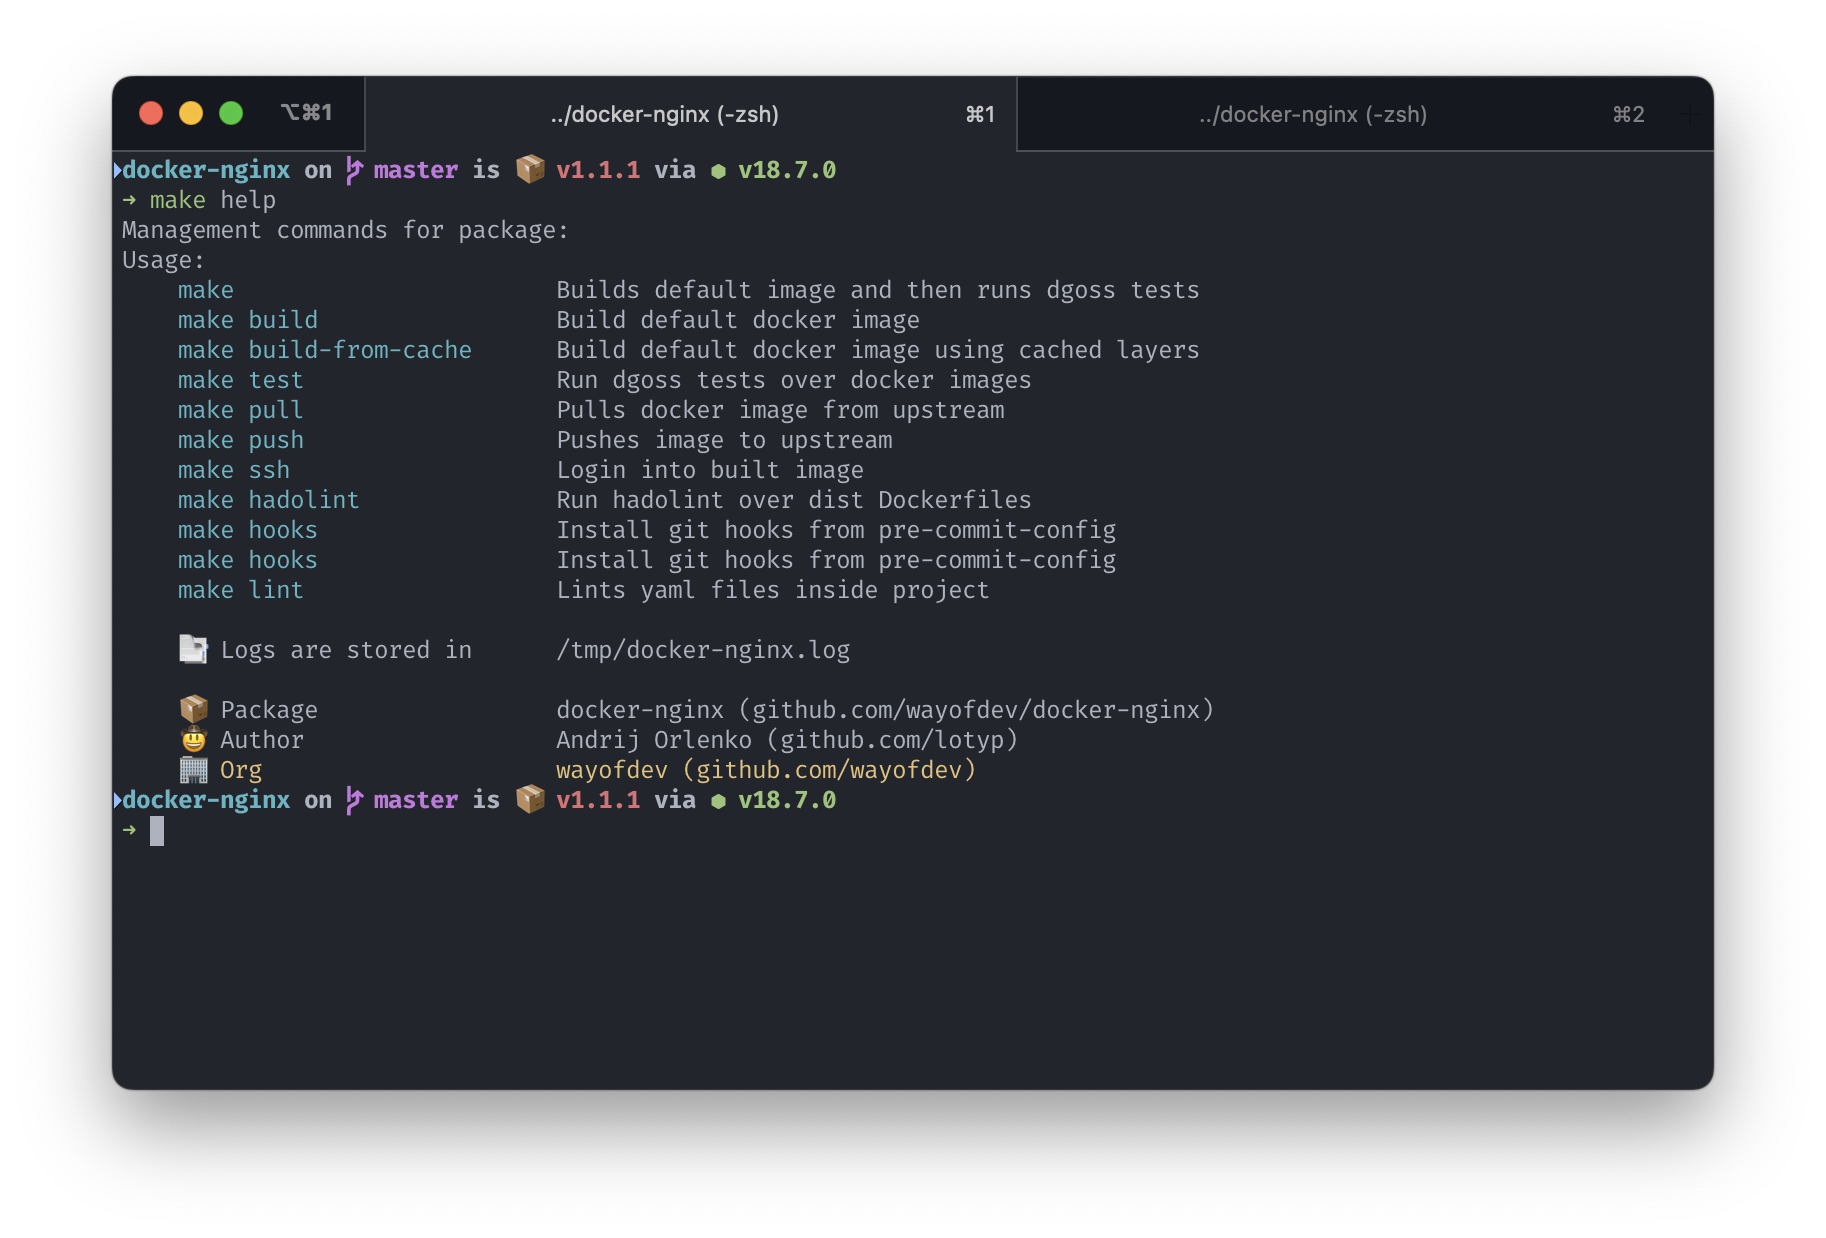 ⌥⌘1 ../docker-nginx (-zsh) ⌘1 ../docker-nginx (-zsh) ⌘2
docker-nginx on master is 📦 v1.1.1 via ⬢ v18.7.0
➜ make help
Management commands for package:
Usage:
make Builds default image and then runs dgoss tests
make build Build default docker image
make build-from-cache Build default docker image using cached layers
make test Run dgoss tests over docker images
make pull Pulls docker image from upstream
make push Pushes image to upstream
make ssh Login into built image
make hadolint Run hadolint over dist Dockerfiles
make hooks Install git hooks from pre-commit-config
make hooks Install git hooks from pre-commit-config
make lint Lints yaml files inside project
📑 Logs are stored in /tmp/docker-nginx.log
📦 Package docker-nginx (github.com/wayofdev/docker-nginx)
🤠 Author Andrij Orlenko (github.com/lotyp)
🏢 Org wayofdev (github.com/wayofdev)
docker-nginx on master is 📦 v1.1.1 via ⬢ v18.7.0
➜